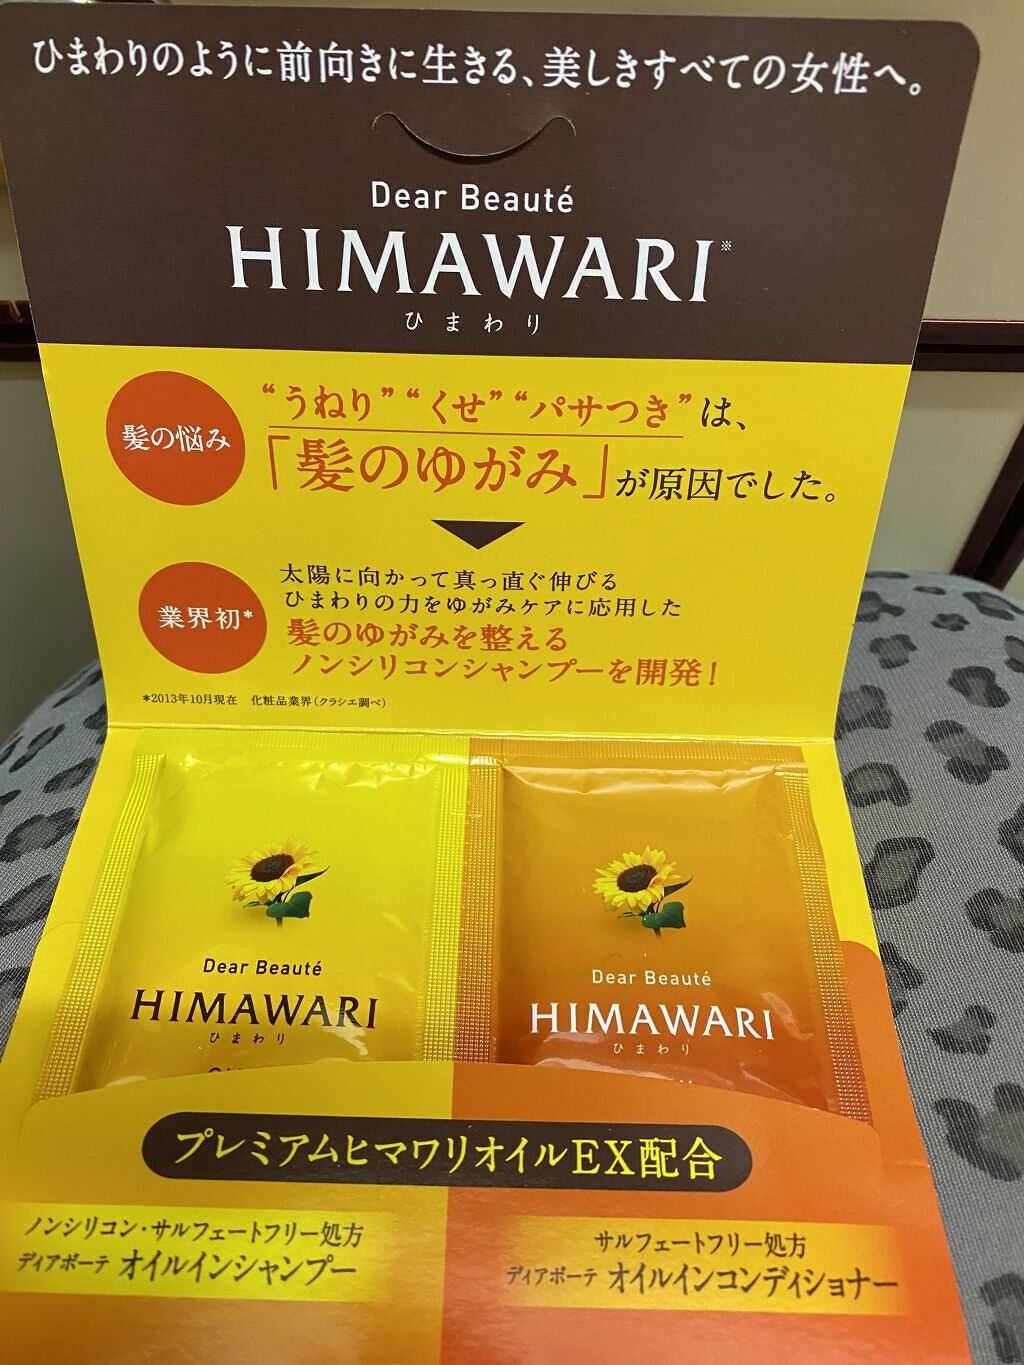 ひまわりのように前向きに生きる、美しきすべての女性へ。
Dear Beauté
HIMAWARI※
ひまわり
髪の悩み
“うねり”“くせ”“パサつき”は、
「髪のゆがみ」が原因でした。
業界初*
太陽に向かって真っ直ぐ伸びる
ひまわりの力をゆがみケアに応用した
髪のゆがみを整える
ノンシリコンシャンプーを開発!
*2013年10月現在 化粧品業界(クラシエ調べ)
Dear Beauté
HIMAWARI
ひまわり
Dear Beauté
HIMAWARI
ひまわり
プレミアムヒマワリオイルEX配合
ノンシリコン・サルフェートフリー処方
ディアボーテ オイルインシャンプー
サルフェートフリー処方
ディアボーテ オイルインコンディショナー